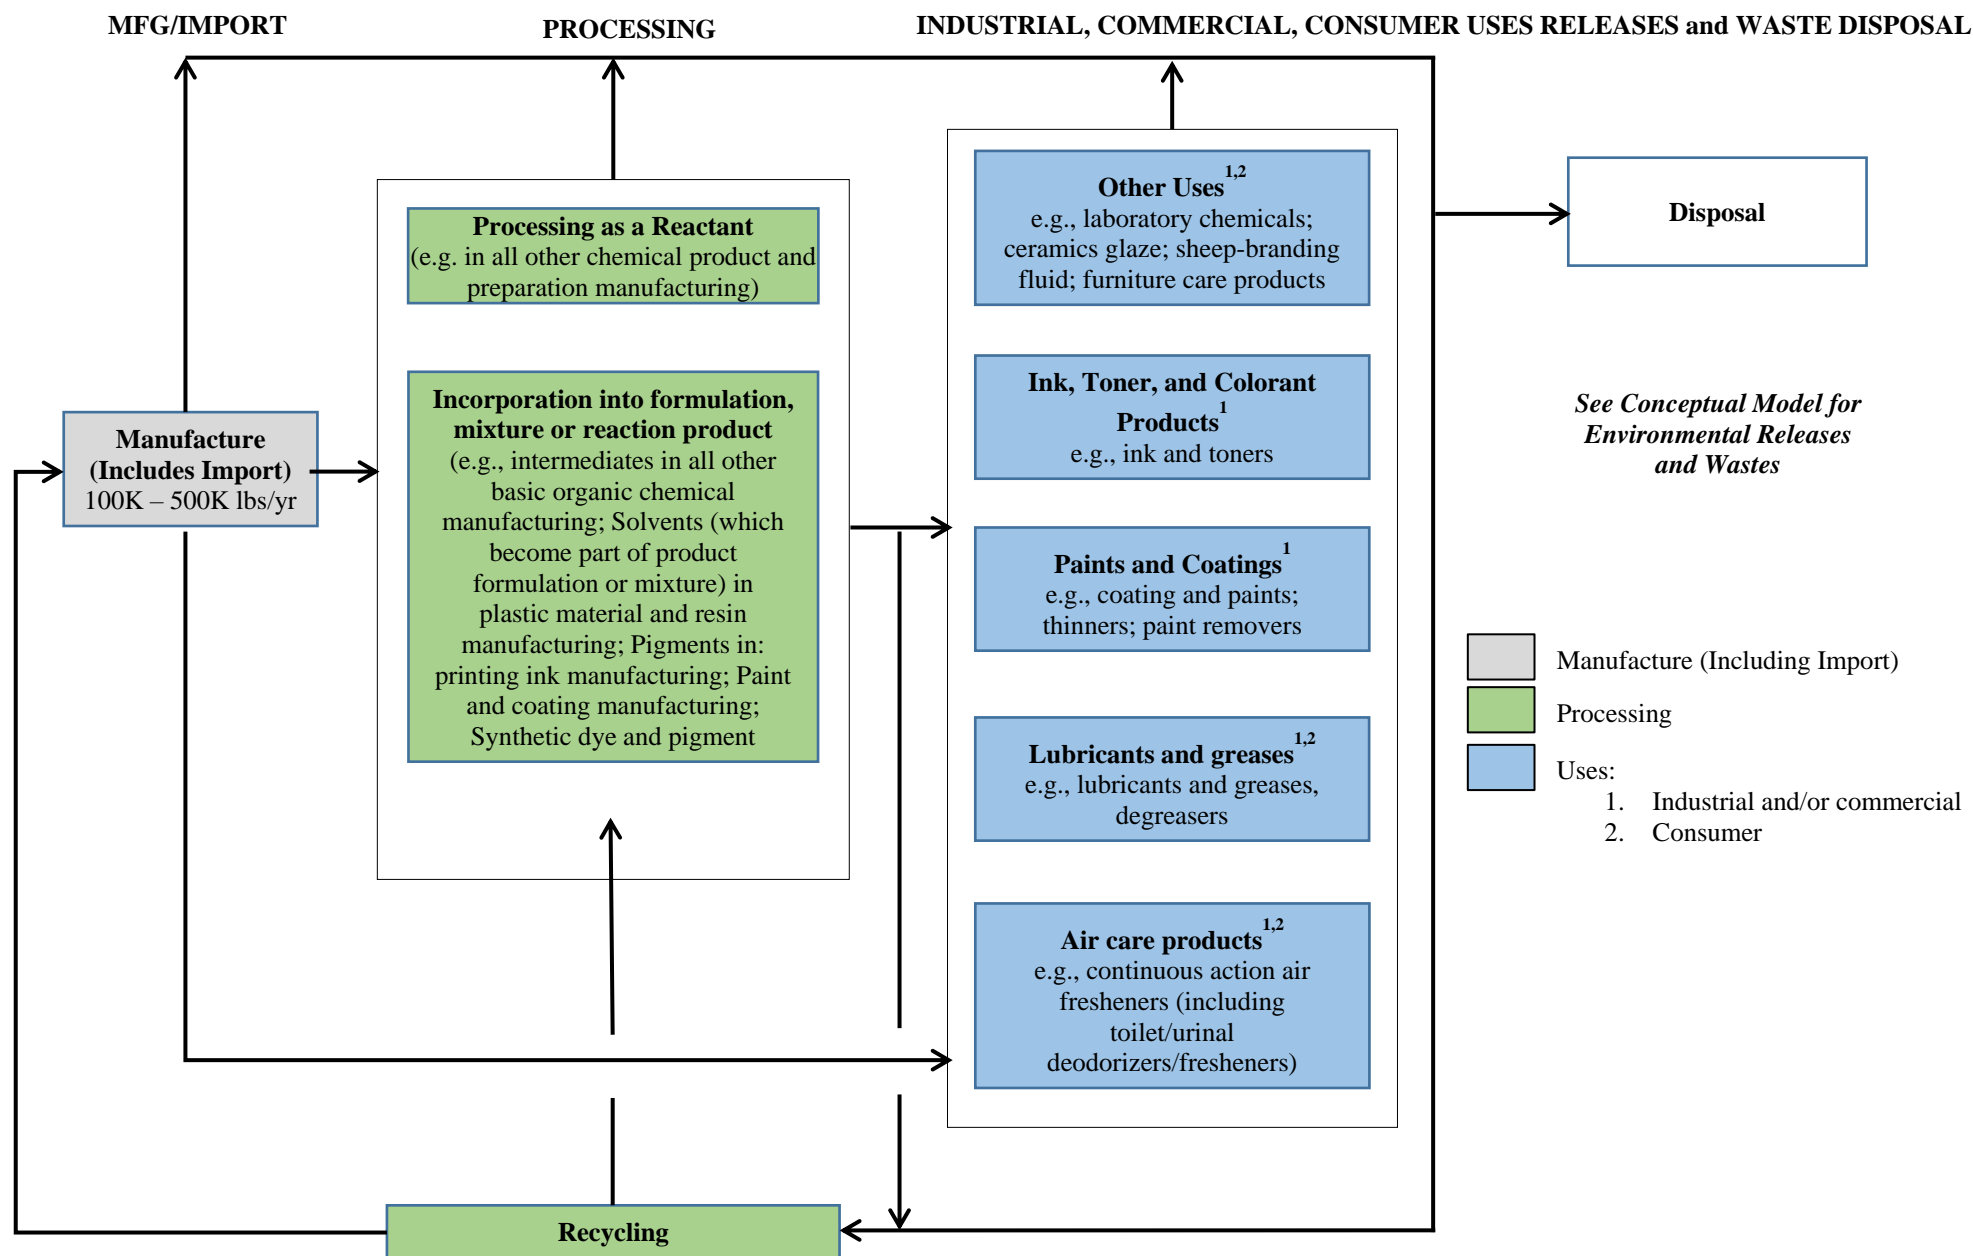 MFG/IMPORT
PROCESSING
INDUSTRIAL, COMMERCIAL, CONSUMER USES RELEASES and WASTE DISPOSAL
Manufacture
(Includes Import)
100K – 500K lbs/yr
Processing as a Reactant
(e.g. in all other chemical product and
preparation manufacturing)
Incorporation into formulation,
mixture or reaction product
(e.g., intermediates in all other
basic organic chemical
manufacturing; Solvents (which
become part of product
formulation or mixture) in
plastic material and resin
manufacturing; Pigments in:
printing ink manufacturing; Paint
and coating manufacturing;
Synthetic dye and pigment
Recycling
Other Uses1,2
e.g., laboratory chemicals;
ceramics glaze; sheep-branding
fluid; furniture care products
Ink, Toner, and Colorant
Products1
e.g., ink and toners
Paints and Coatings1
e.g., coating and paints;
thinners; paint removers
Lubricants and greases1,2
e.g., lubricants and greases,
degreasers
Air care products1,2
e.g., continuous action air
fresheners (including
toilet/urinal
deodorizers/fresheners)
Disposal
See Conceptual Model for
Environmental Releases
and Wastes
Manufacture (Including Import)
Processing
Uses:
1. Industrial and/or commercial
2. Consumer